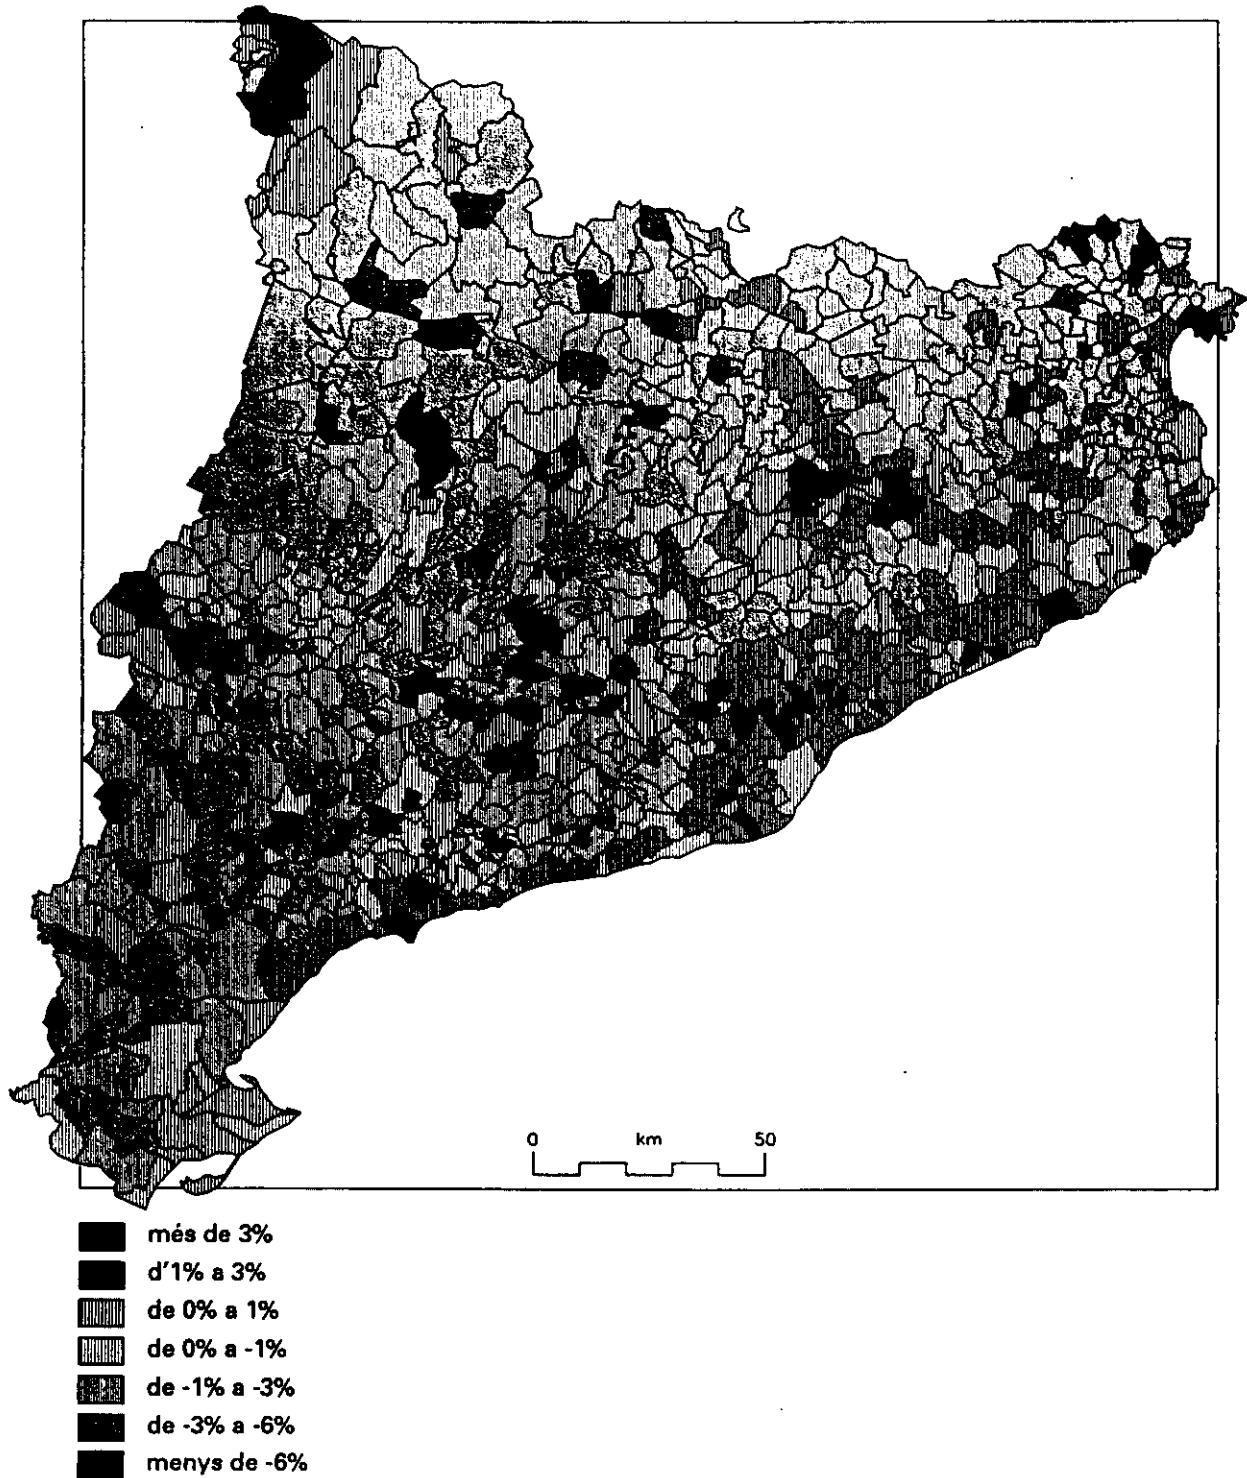 0 km 50
més de 3%
d'1% a 3%
de 0% a 1%
de 0% a -1%
de -1% a -3%
de -3% a -6%
menys de -6%